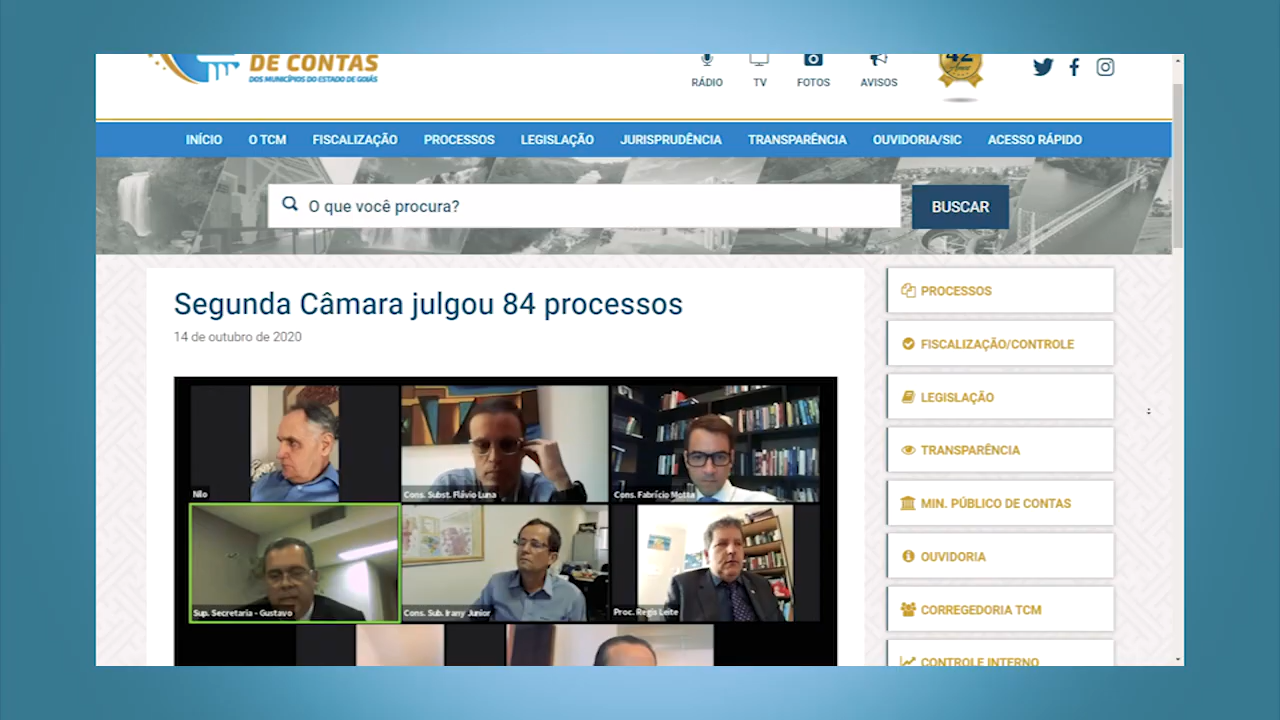 DE CONTAS
DOS MUNICÍPIOS DO ESTADO DE GOIÁS
42
Anos
RÁDIO
TV
FOTOS
AVISOS
INÍCIO
O TCM
FISCALIZAÇÃO
PROCESSOS
LEGISLAÇÃO
JURISPRUDÊNCIA
TRANSPARÊNCIA
OUVIDORIA/SIC
ACESSO RÁPIDO
O que você procura?
BUSCAR
Segunda Câmara julgou 84 processos
14 de outubro de 2020
Nilo
Cons. Subst. Flávio Luna
Cons. Fabrício Motta
Sup. Secretaria - Gustavo
Cons. Sub. Irany Junior
Proc. Regis Leite
PROCESSOS
FISCALIZAÇÃO/CONTROLE
LEGISLAÇÃO
TRANSPARÊNCIA
MIN. PÚBLICO DE CONTAS
OUVIDORIA
CORREGEDORIA TCM
CONTROLE INTERNO